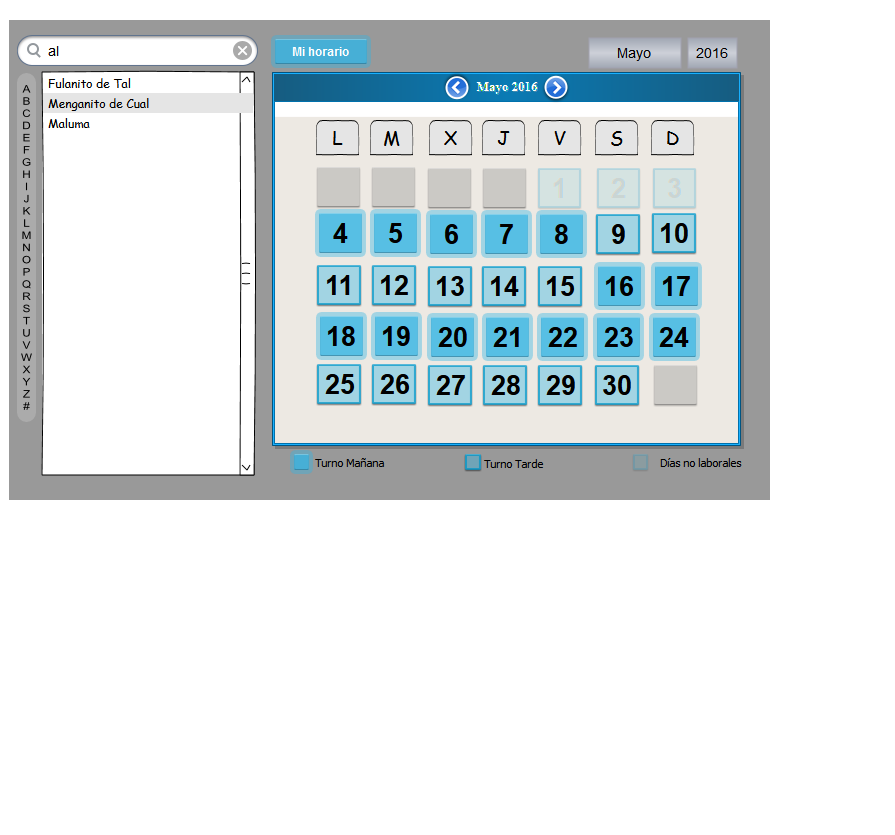 al
Mi horario
Mayo
2016
A
B
C
D
E
F
G
H
I
J
K
L
M
N
O
P
Q
R
S
T
U
V
W
X
Y
Z
#
Fulanito de Tal
Menganito de Cual
Maluma
Mayo 2016
L M X J V S D
1 2 3
4 5 6 7 8 9 10
11 12 13 14 15 16 17
18 19 20 21 22 23 24
25 26 27 28 29 30
Turno Mañana
Turno Tarde
Días no laborales